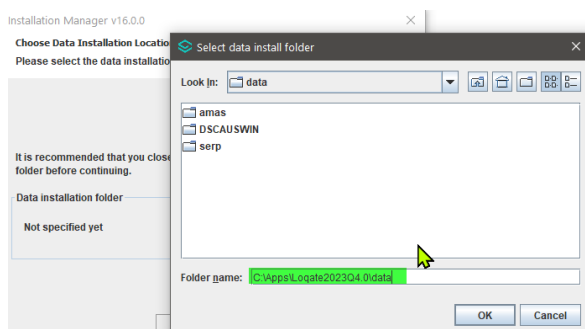 Installation Manager v16.0.0
Choose Data Installation Locatio
Please select the data installatio
It is recommended that you close
folder before continuing.
Data installation folder
Not specified yet
Select data install folder
Look In: data
amas
DSCAUSWIN
serp
Folder name: C:\Apps\Loqate2023Q4.0\data
OK Cancel